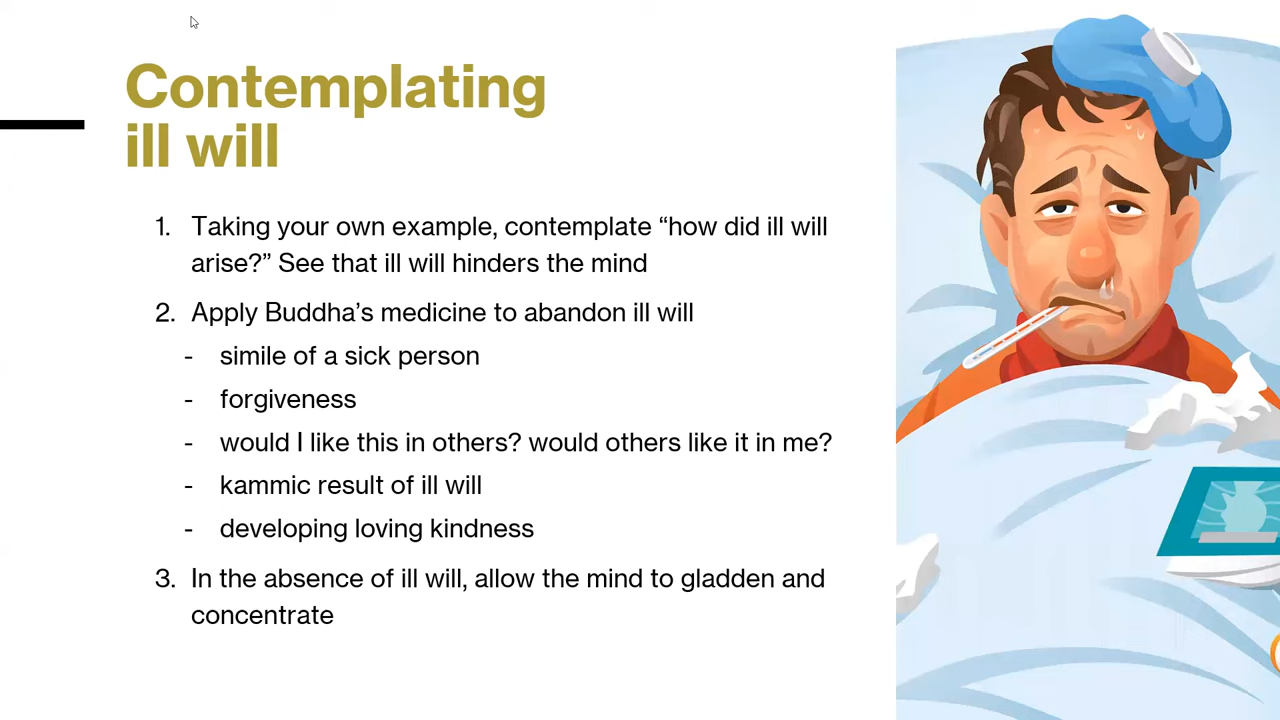 Contemplating
ill will
1. Taking your own example, contemplate “how did ill will
arise?” See that ill will hinders the mind
2. Apply Buddha’s medicine to abandon ill will
- simile of a sick person
- forgiveness
- would I like this in others? would others like it in me?
- kammic result of ill will
- developing loving kindness
3. In the absence of ill will, allow the mind to gladden and
concentrate